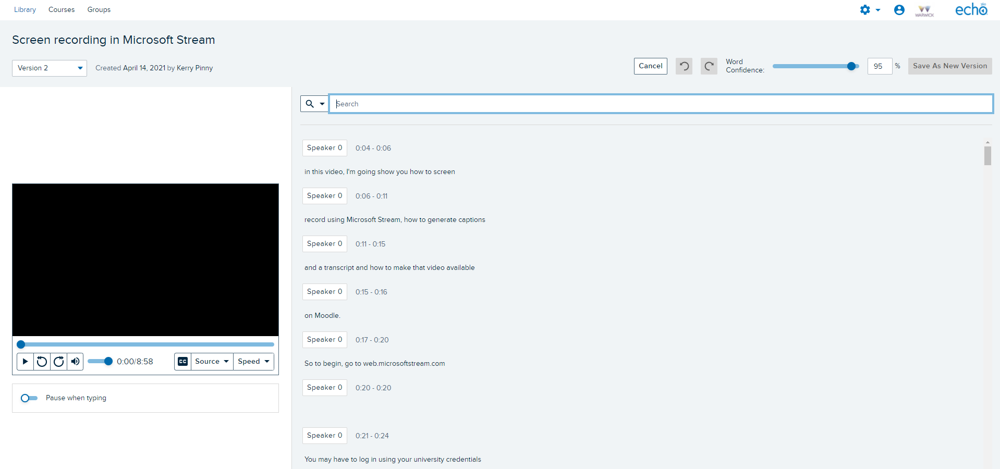 Library Courses Groups
WARWICK
echo
360
Screen recording in Microsoft Stream
Version 2
Created April 14, 2021 by Kerry Pinny
Cancel
Word
Confidence:
95 %
Save As New Version
Search
Speaker 0 0:04 - 0:06
in this video, I'm going show you how to screen
Speaker 0 0:06 - 0:11
record using Microsoft Stream, how to generate captions
Speaker 0 0:11 - 0:15
and a transcript and how to make that video available
Speaker 0 0:15 - 0:16
on Moodle.
Speaker 0 0:17 - 0:20
So to begin, go to web.microsoftstream.com
Speaker 0 0:20 - 0:20
Speaker 0 0:21 - 0:24
You may have to log in using your university credentials
0:00/8:58
CC Source Speed
Pause when typing